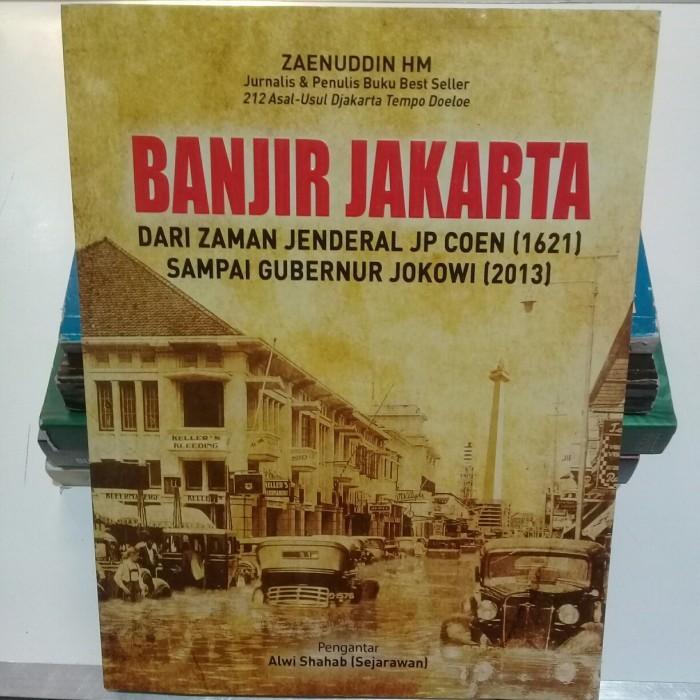 ZAENUDDIN HM
Jurnalis & Penulis Buku Best Seller
212 Asal-Usul Djakarta Tempo Doeloe
BANJIR JAKARTA
DARI ZAMAN JENDERAL JP COEN (1621)
SAMPAI GUBERNUR JOKOWI (2013)
KELLER'S
KLEEDING
KELLER'S
Pengantar
Alwi Shahab (Sejarawan)